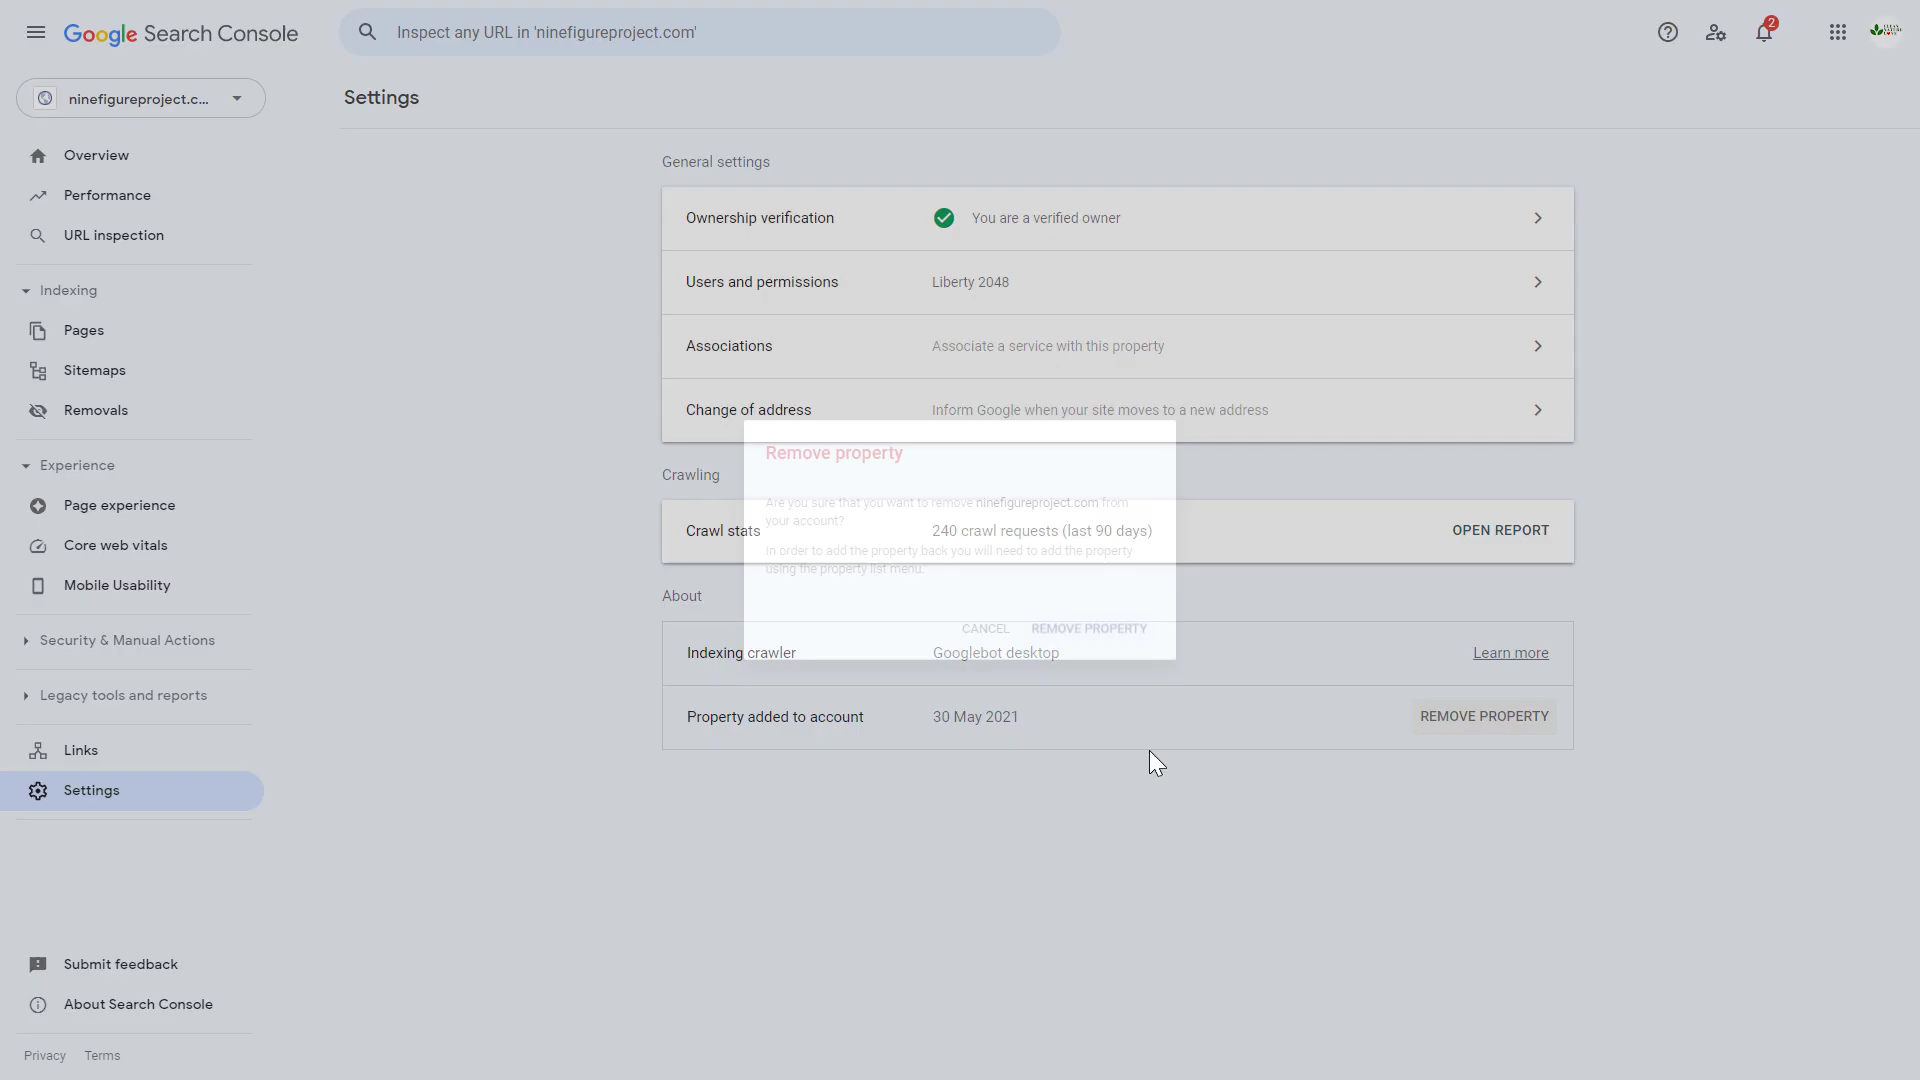 Google Search Console
Inspect any URL in 'ninefigureproject.com'
2
ninefigureproject.c...
Settings
Overview
Performance
URL inspection
Indexing
Pages
Sitemaps
Removals
Experience
Page experience
Core web vitals
Mobile Usability
Security & Manual Actions
Legacy tools and reports
Links
Settings
Submit feedback
About Search Console
Privacy Terms
General settings
Ownership verification You are a verified owner
Users and permissions Liberty 2048
Associations Associate a service with this property
Change of address Inform Google when your site moves to a new address
Remove property
Are you sure that you want to remove ninefigureproject.com from
your account?
In order to add the property back you will need to add the property
using the property list menu.
CANCEL REMOVE PROPERTY
Crawling
Crawl stats 240 crawl requests (last 90 days) OPEN REPORT
About
Indexing crawler Googlebot desktop Learn more
Property added to account 30 May 2021 REMOVE PROPERTY